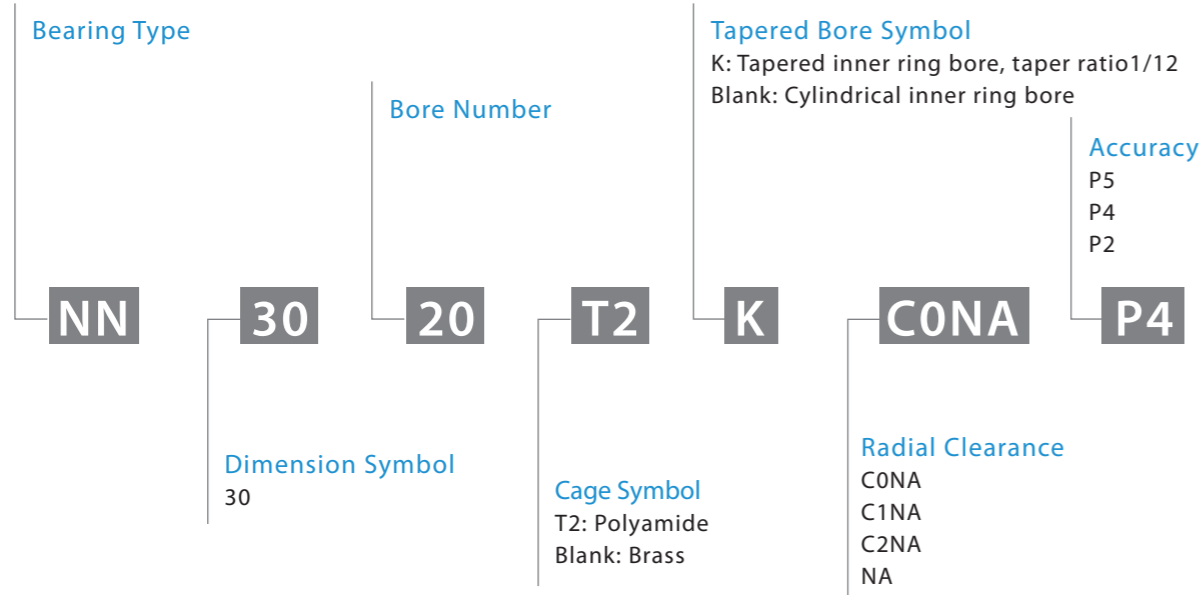 Bearing Type
Tapered Bore Symbol
K: Tapered inner ring bore, taper ratio1/12
Blank: Cylindrical inner ring bore
Bore Number
Accuracy
P5
P4
P2
NN 30 20 T2 K C0NA P4
Dimension Symbol
30
Cage Symbol
T2: Polyamide
Blank: Brass
Radial Clearance
C0NA
C1NA
C2NA
NA